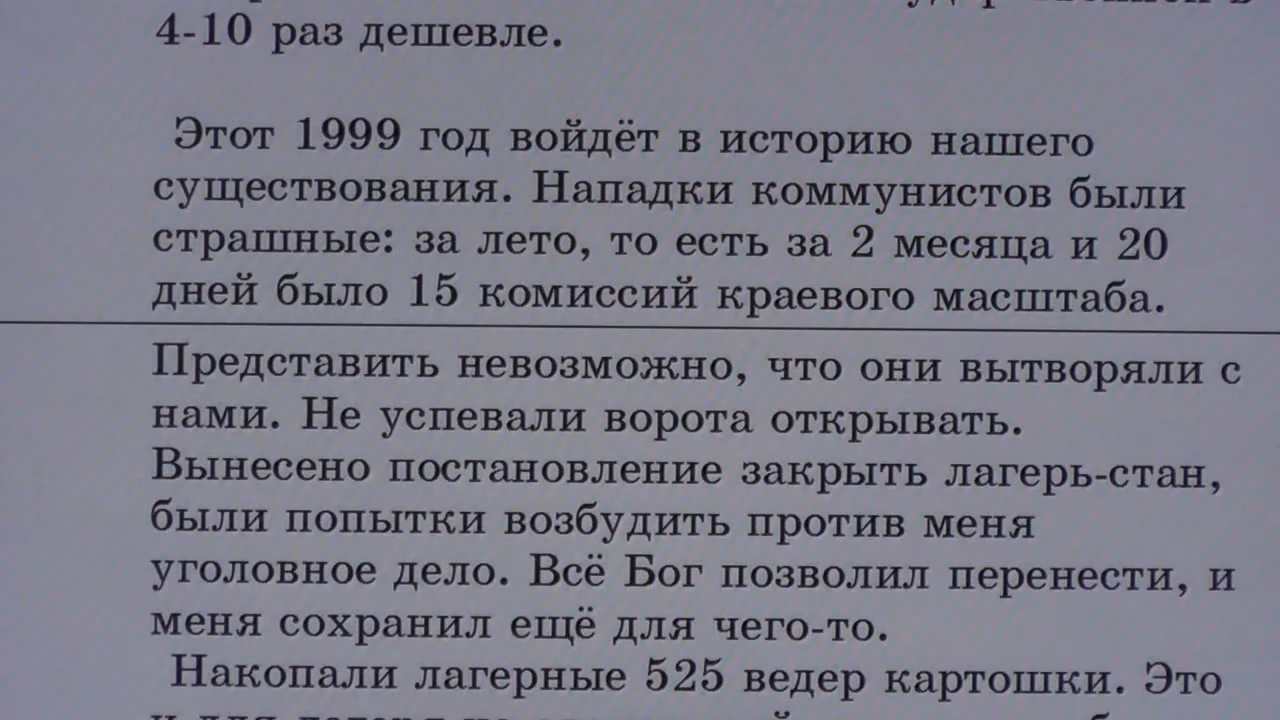 4-10 раз дешевле.
Этот 1999 год войдёт в историю нашего
существования. Нападки коммунистов были
страшные: за лето, то есть за 2 месяца и 20
дней было 15 комиссий краевого масштаба.
Представить невозможно, что они вытворяли с
нами. Не успевали ворота открывать.
Вынесено постановление закрыть лагерь-стан,
были попытки возбудить против меня
уголовное дело. Всё Бог позволил перенести, и
меня сохранил ещё для чего-то.
Накопали лагерные 525 ведер картошки. Это